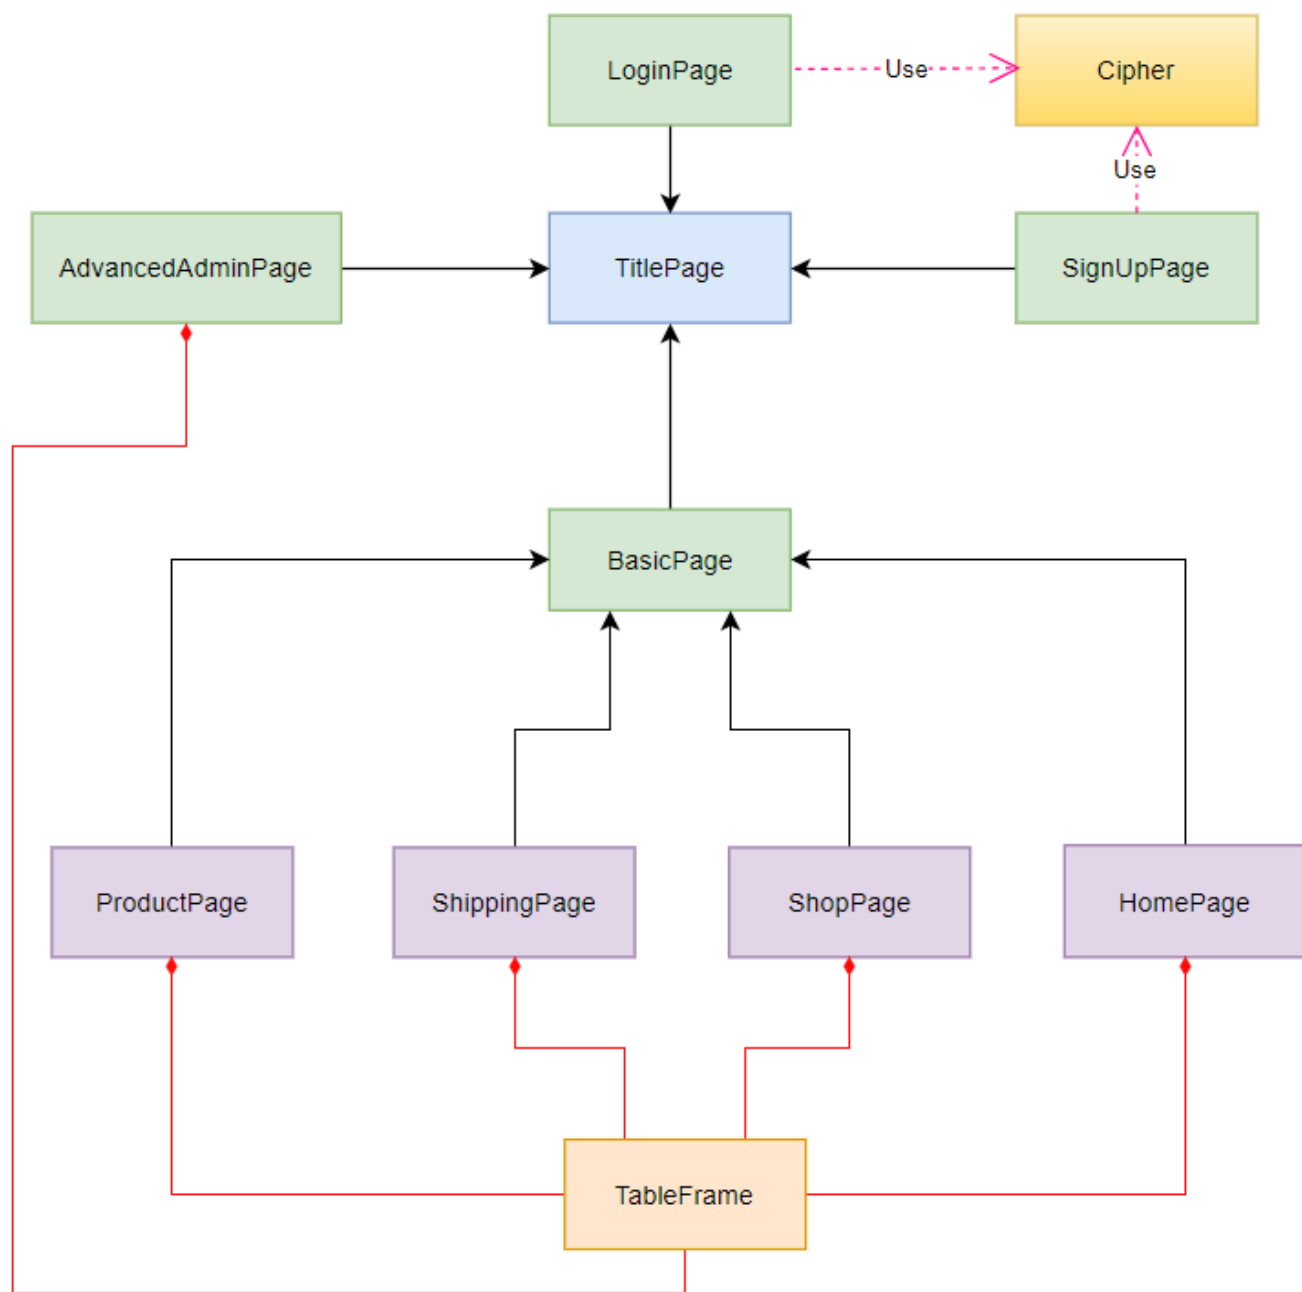 LoginPage
Use
Cipher
Use
AdvancedAdminPage
TitlePage
SignUpPage
BasicPage
ProductPage
ShippingPage
ShopPage
HomePage
TableFrame